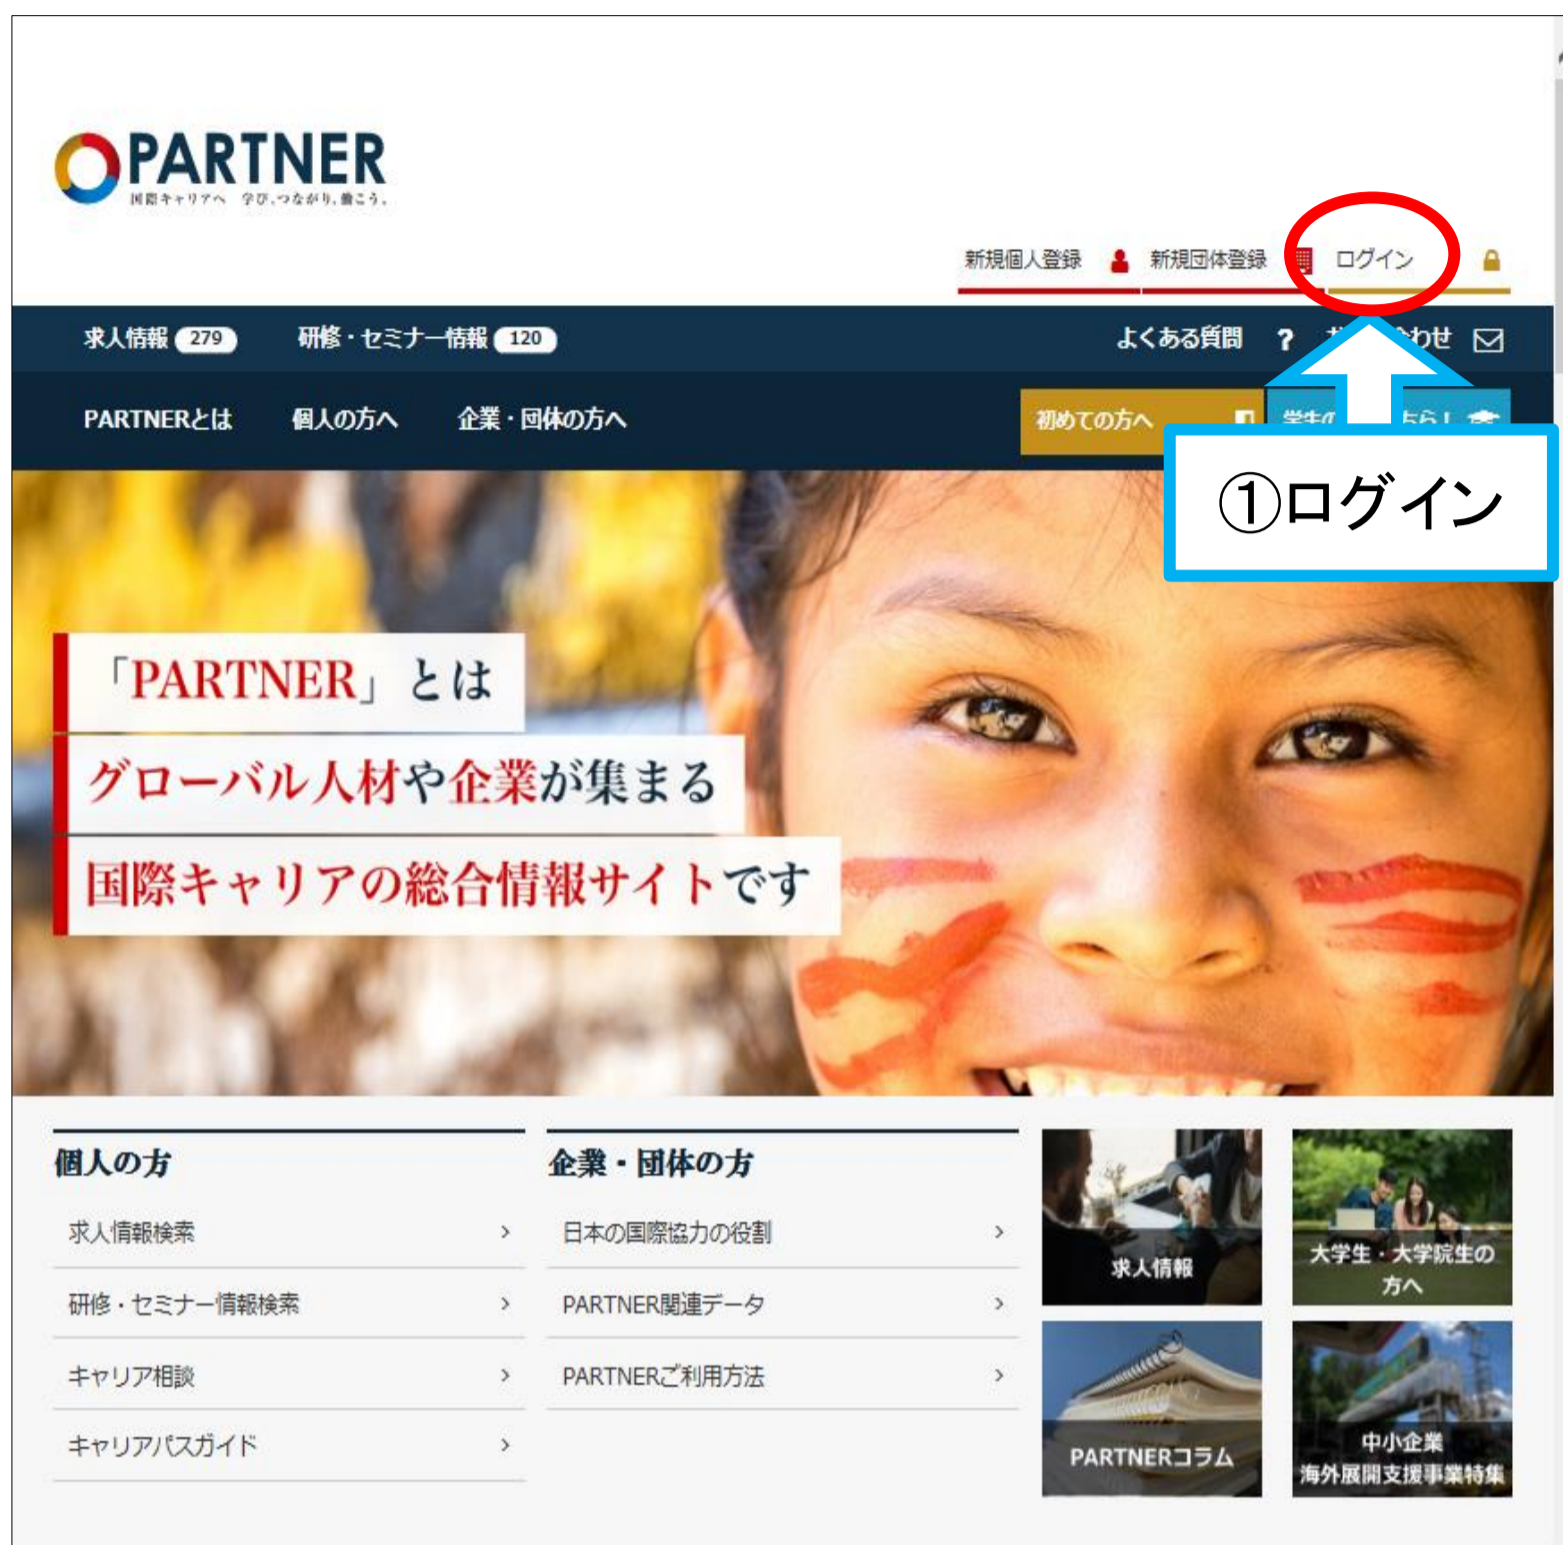 PARTNER
国際キャリアへ 学び、つながり、働こう。
新規個人登録 新規団体登録 ログイン
求人情報 279 研修・セミナー情報 120 よくある質問 ? わせ
PARTNERとは 個人の方へ 企業・団体の方へ 初めての方へ 学生の ちら!
①ログイン
「PARTNER」とは
グローバル人材や企業が集まる
国際キャリアの総合情報サイトです
個人の方
求人情報検索
研修・セミナー情報検索
キャリア相談
キャリアパスガイド
企業・団体の方
日本の国際協力の役割
PARTNER関連データ
PARTNERご利用方法
求人情報
大学生・大学院生の
方へ
PARTNERコラム
中小企業
海外展開支援事業特集